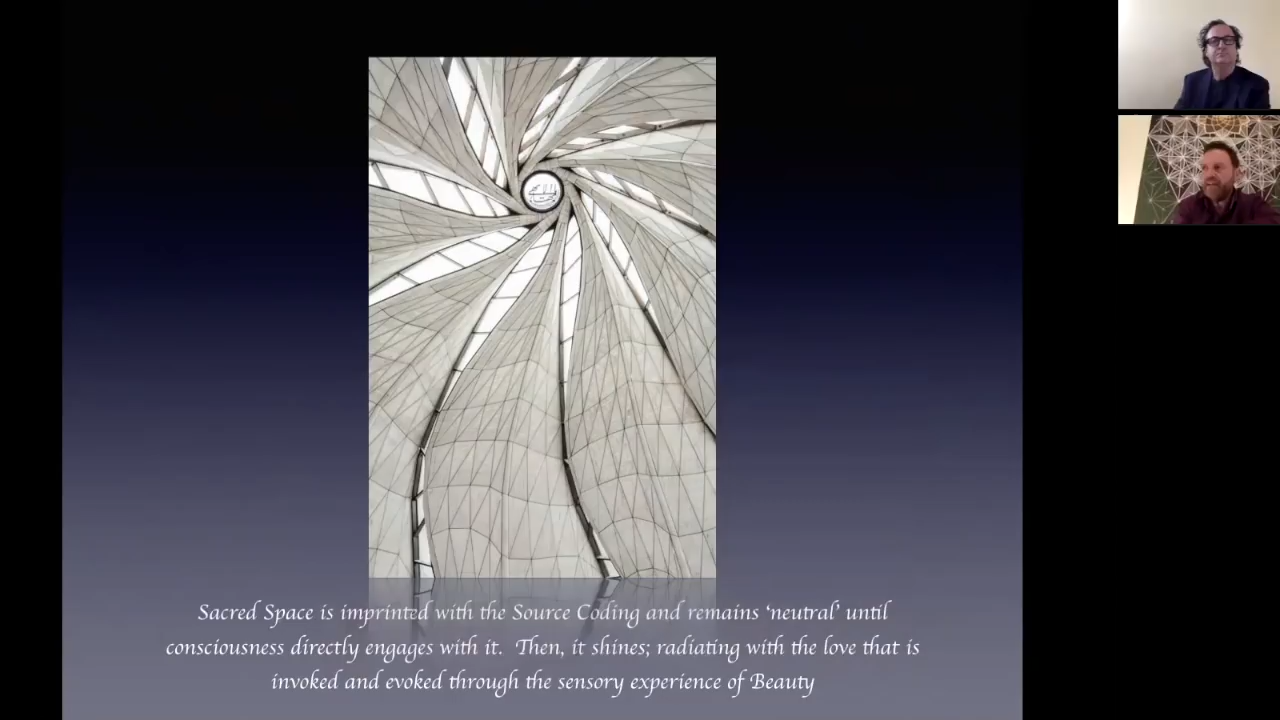 Sacred Space is imprinted with the Source Coding and remains ‘neutral’ until
consciousness directly engages with it. Then, it shines; radiating with the love that is
invoked and evoked through the sensory experience of Beauty